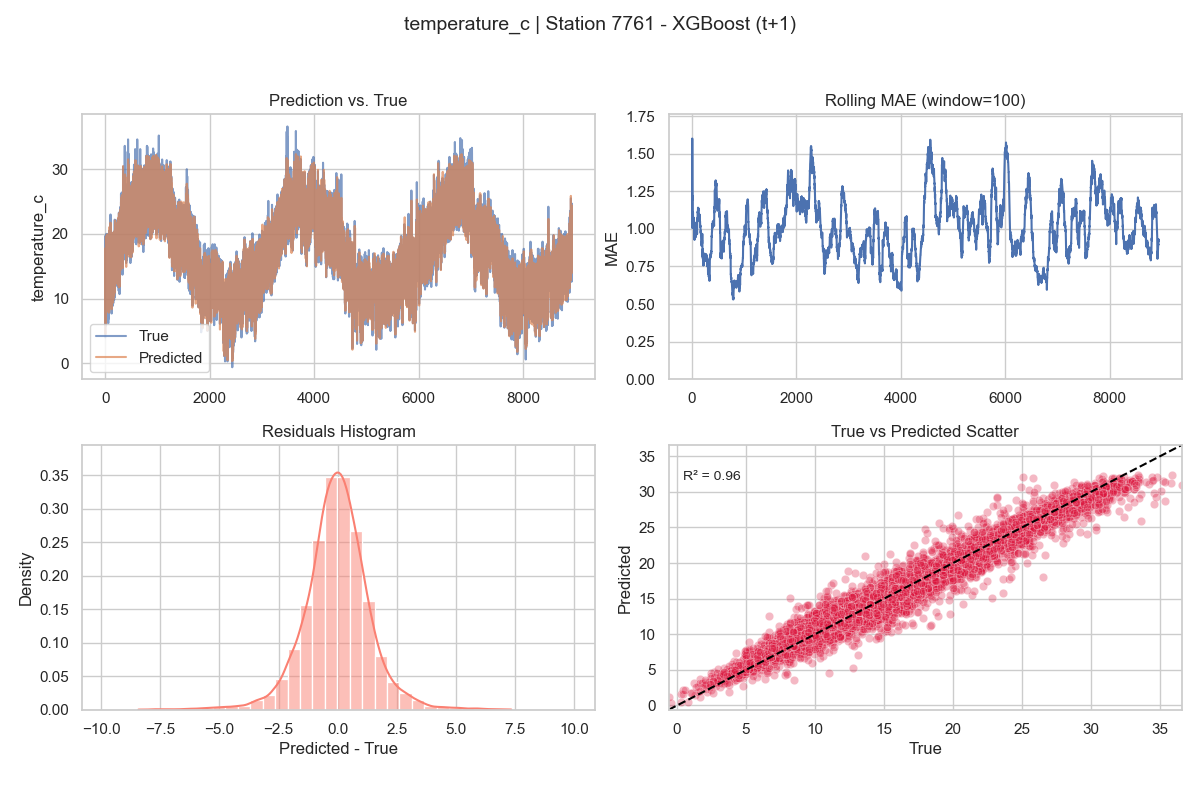 temperature_c | Station 7761 - XGBoost (t+1)
Prediction vs. True
temperature_c
30
20
10
0
True
Predicted
0 2000 4000 6000 8000
Rolling MAE (window=100)
MAE
1.75
1.50
1.25
1.00
0.75
0.50
0.25
0.00
0 2000 4000 6000 8000
Residuals Histogram
Density
0.35
0.30
0.25
0.20
0.15
0.10
0.05
0.00
−10.0 −7.5 −5.0 −2.5 0.0 2.5 5.0 7.5 10.0
Predicted - True
True vs Predicted Scatter
Predicted
35
30
25
20
15
10
5
0
R² = 0.96
0 5 10 15 20 25 30 35
True